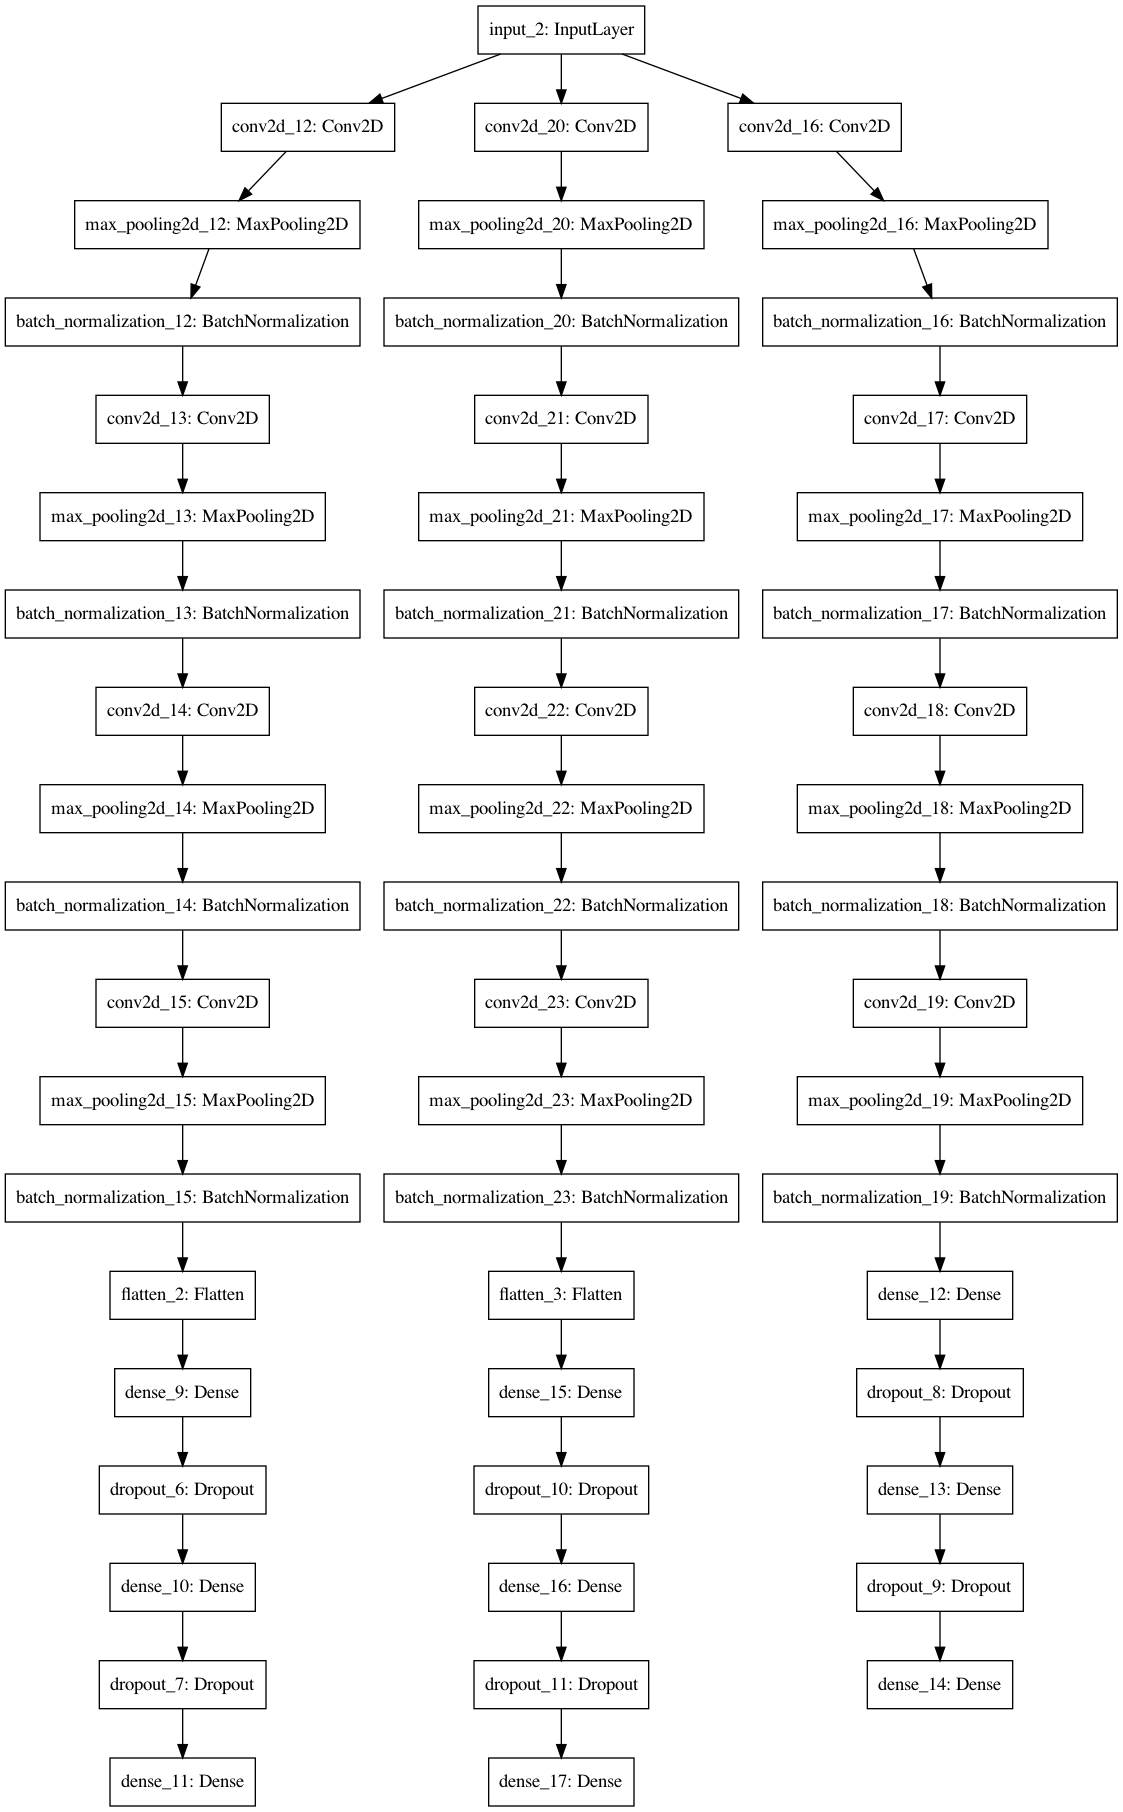 input_2: InputLayer
conv2d_12: Conv2D
conv2d_20: Conv2D
conv2d_16: Conv2D
max_pooling2d_12: MaxPooling2D
max_pooling2d_20: MaxPooling2D
max_pooling2d_16: MaxPooling2D
batch_normalization_12: BatchNormalization
batch_normalization_20: BatchNormalization
batch_normalization_16: BatchNormalization
conv2d_13: Conv2D
conv2d_21: Conv2D
conv2d_17: Conv2D
max_pooling2d_13: MaxPooling2D
max_pooling2d_21: MaxPooling2D
max_pooling2d_17: MaxPooling2D
batch_normalization_13: BatchNormalization
batch_normalization_21: BatchNormalization
batch_normalization_17: BatchNormalization
conv2d_14: Conv2D
conv2d_22: Conv2D
conv2d_18: Conv2D
max_pooling2d_14: MaxPooling2D
max_pooling2d_22: MaxPooling2D
max_pooling2d_18: MaxPooling2D
batch_normalization_14: BatchNormalization
batch_normalization_22: BatchNormalization
batch_normalization_18: BatchNormalization
conv2d_15: Conv2D
conv2d_23: Conv2D
conv2d_19: Conv2D
max_pooling2d_15: MaxPooling2D
max_pooling2d_23: MaxPooling2D
max_pooling2d_19: MaxPooling2D
batch_normalization_15: BatchNormalization
batch_normalization_23: BatchNormalization
batch_normalization_19: BatchNormalization
flatten_2: Flatten
flatten_3: Flatten
dense_12: Dense
dense_9: Dense
dense_15: Dense
dropout_8: Dropout
dropout_6: Dropout
dropout_10: Dropout
dense_13: Dense
dense_10: Dense
dense_16: Dense
dropout_9: Dropout
dropout_7: Dropout
dropout_11: Dropout
dense_14: Dense
dense_11: Dense
dense_17: Dense